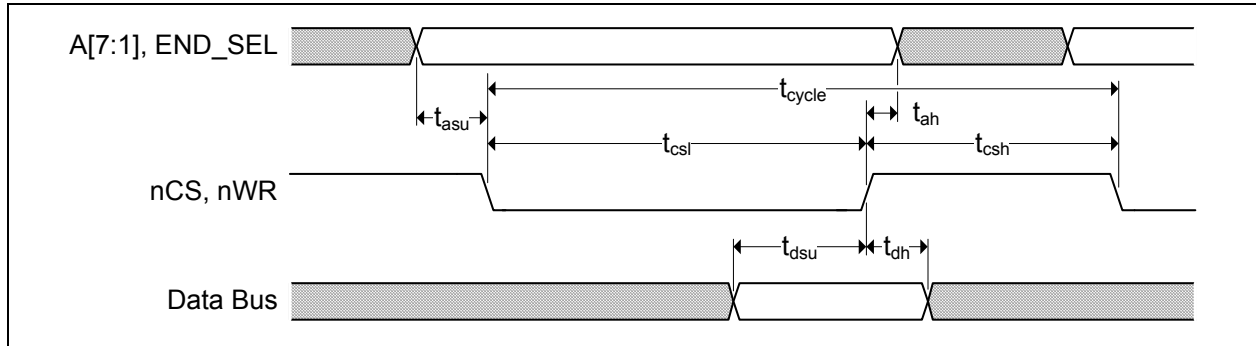 A[7:1], END_SEL
tcycle
tasu
tah
tcsl
tcsh
nCS, nWR
tdsu
tdh
Data Bus